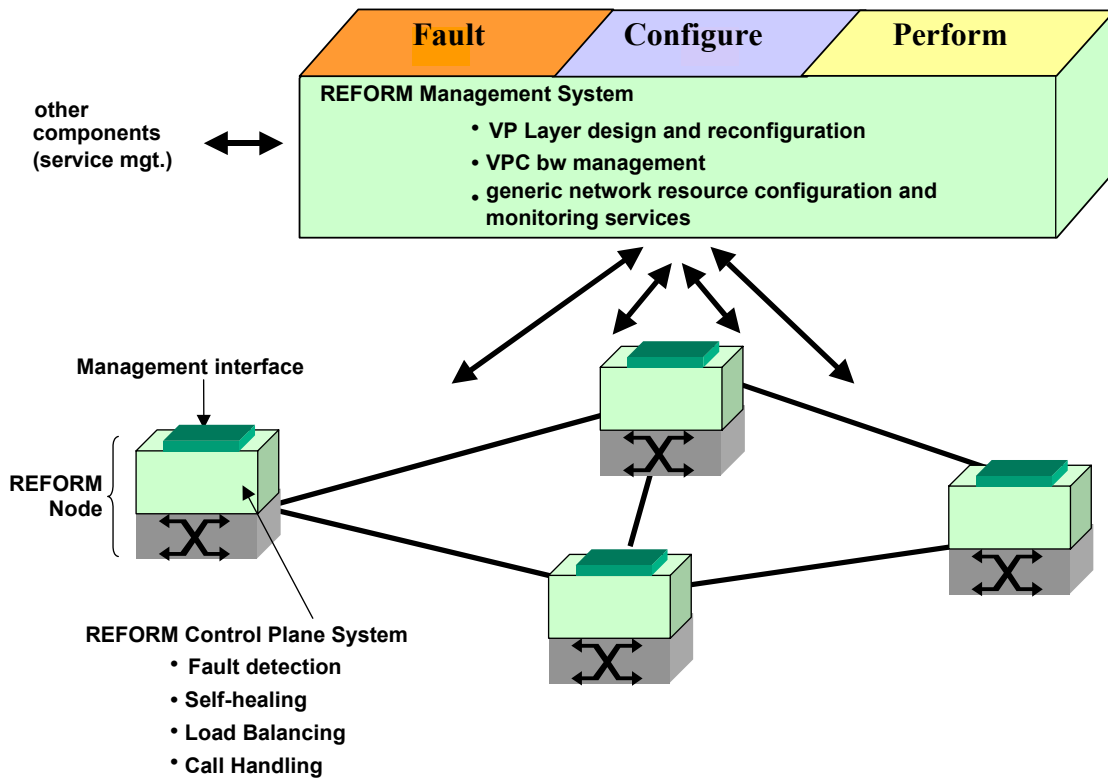 Fault Configure Perform
REFORM Management System
• VP Layer design and reconfiguration
• VPC bw management
• generic network resource configuration and
monitoring services
other
components
(service mgt.)
Management interface
REFORM
Node
REFORM Control Plane System
• Fault detection
• Self-healing
• Load Balancing
• Call Handling